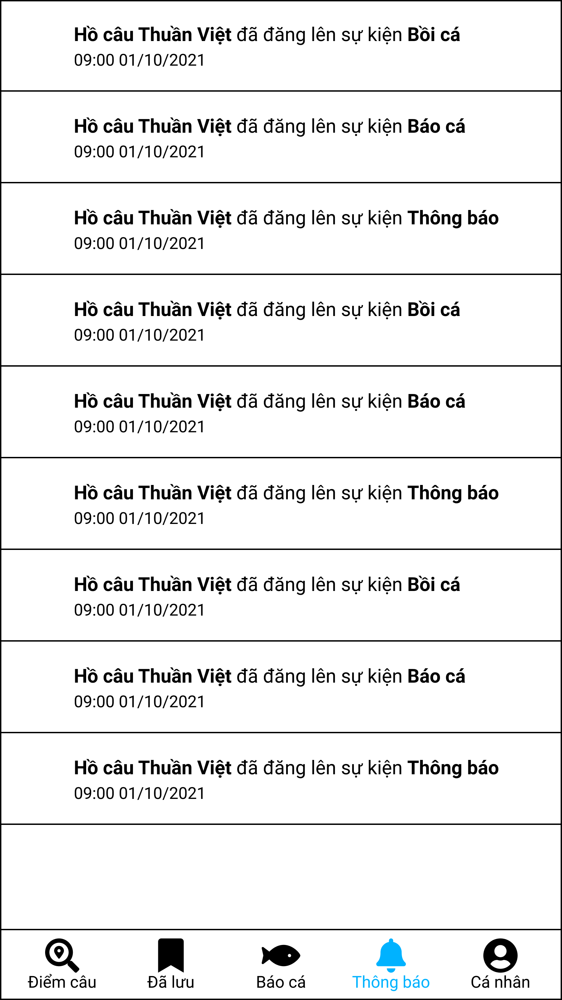 Hồ câu Thuần Việt đã đăng lên sự kiện Bồi cá
09:00 01/10/2021
Hồ câu Thuần Việt đã đăng lên sự kiện Báo cá
09:00 01/10/2021
Hồ câu Thuần Việt đã đăng lên sự kiện Thông báo
09:00 01/10/2021
Hồ câu Thuần Việt đã đăng lên sự kiện Bồi cá
09:00 01/10/2021
Hồ câu Thuần Việt đã đăng lên sự kiện Báo cá
09:00 01/10/2021
Hồ câu Thuần Việt đã đăng lên sự kiện Thông báo
09:00 01/10/2021
Hồ câu Thuần Việt đã đăng lên sự kiện Bồi cá
09:00 01/10/2021
Hồ câu Thuần Việt đã đăng lên sự kiện Báo cá
09:00 01/10/2021
Hồ câu Thuần Việt đã đăng lên sự kiện Thông báo
09:00 01/10/2021
Điểm câu Đã lưu Báo cá Thông báo Cá nhân